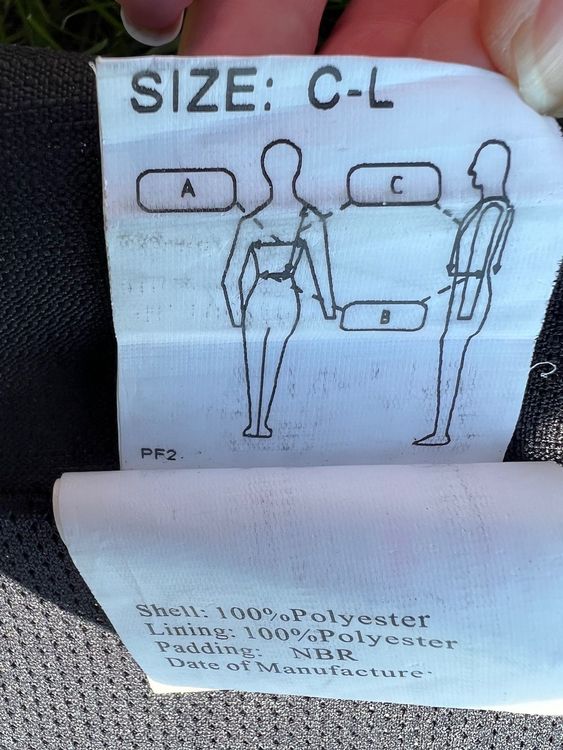 SIZE: C-L
A
C
B
PF2.
Shell: 100%Polyester
Lining: 100%Polyester
Padding: NBR
Date of Manufacture·